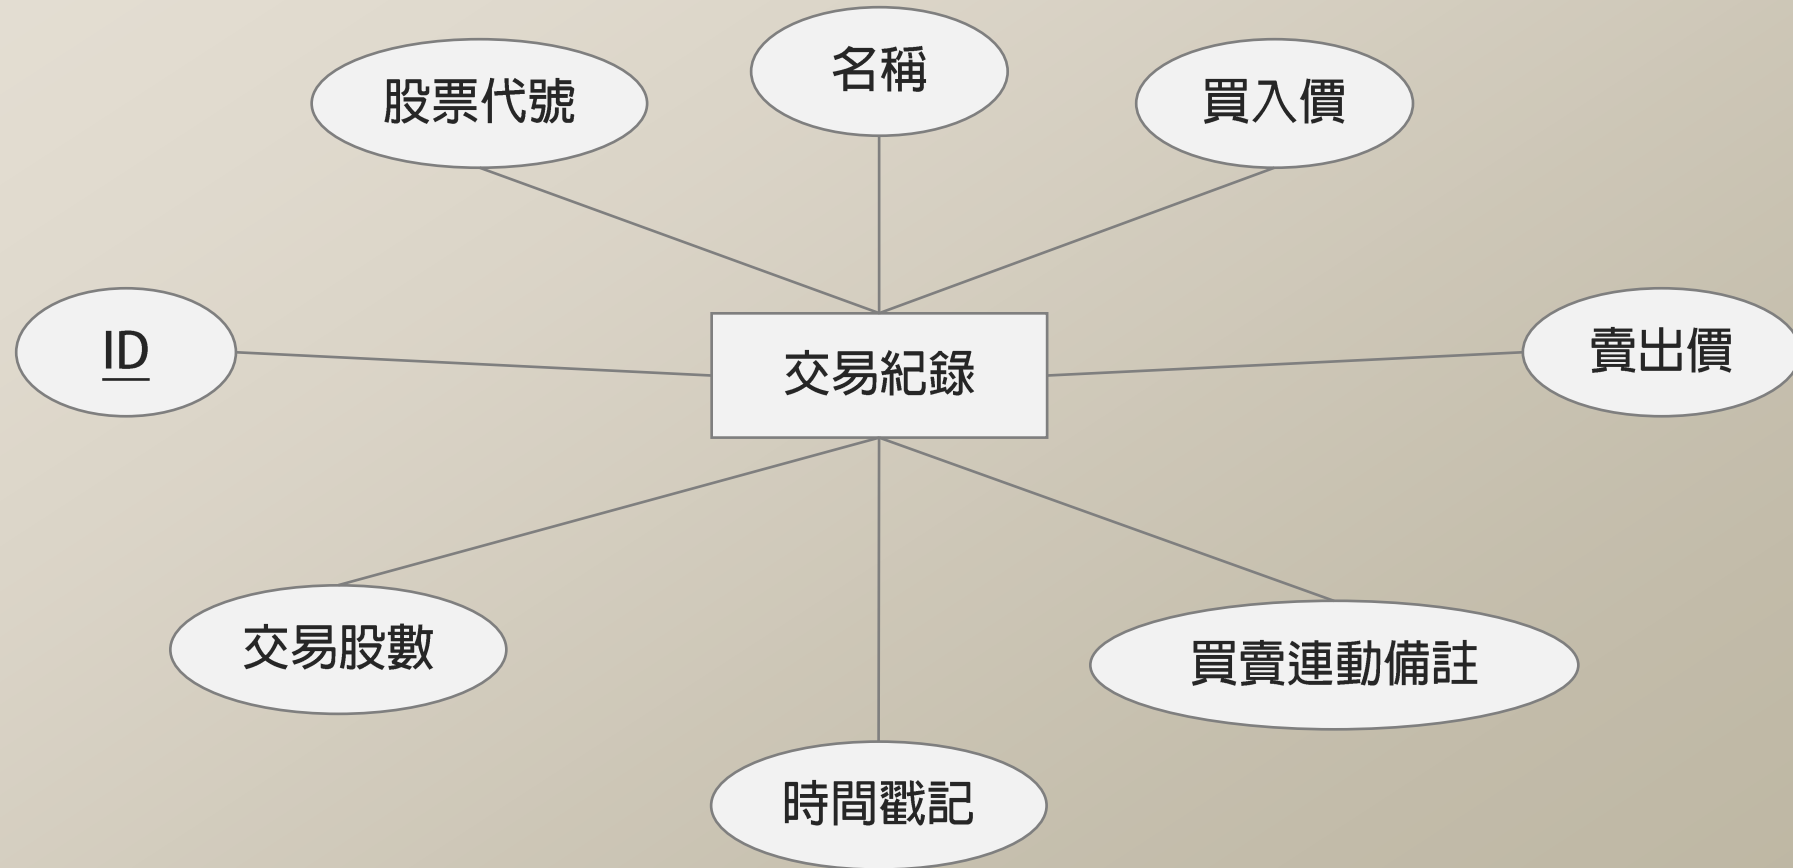 股票代號
名稱
買入價
ID
交易紀錄
賣出價
交易股數
買賣連動備註
時間戳記